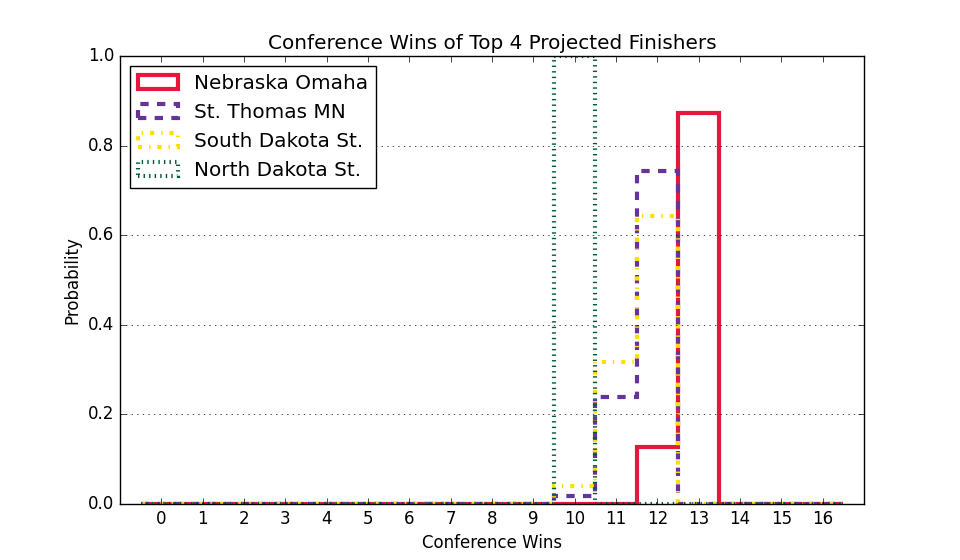 Conference Wins of Top 4 Projected Finishers
1.0
0.8
0.6
0.4
0.2
0.0
Probability
Nebraska Omaha
St. Thomas MN
South Dakota St.
North Dakota St.
0 1 2 3 4 5 6 7 8 9 10 11 12 13 14 15 16
Conference Wins